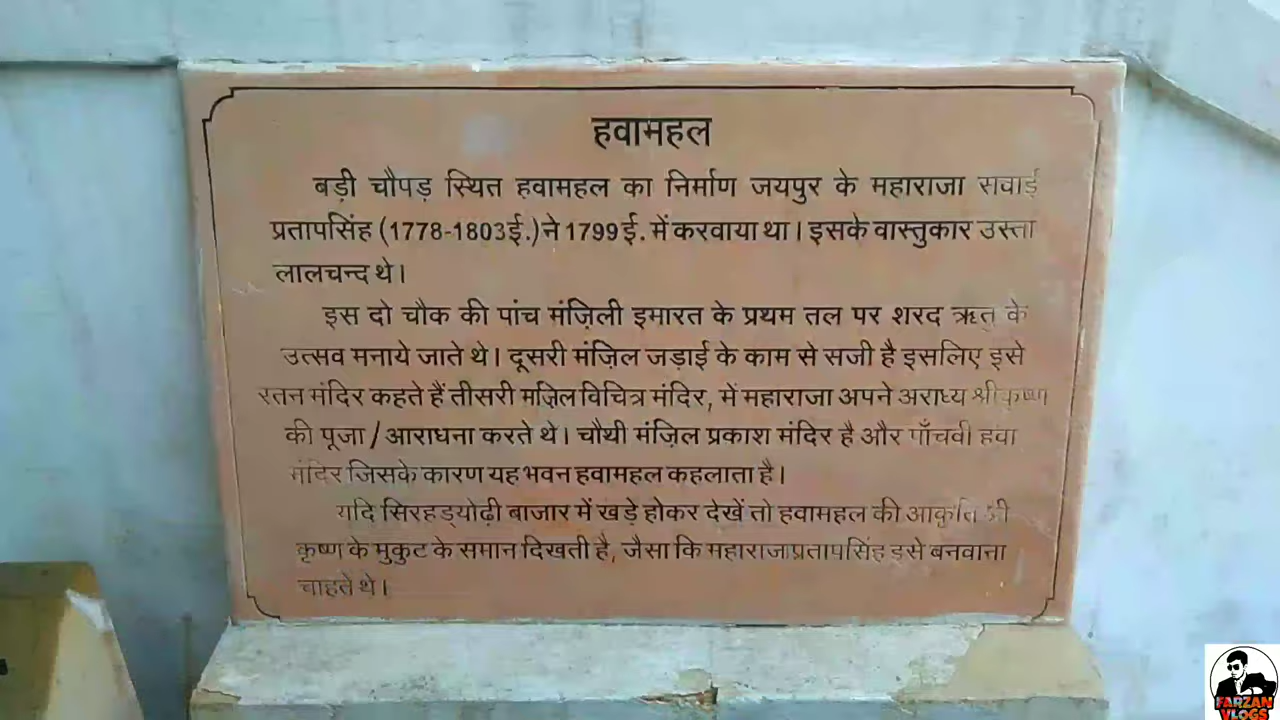 हवामहल
बड़ी चौपड़ स्थित हवामहल का निर्माण जयपुर के महाराजा सवाई
प्रतापसिंह (1778-1803ई.)ने 1799ई. में करवाया था। इसके वास्तुकार उस्ता
लालचन्द थे।
इस दो चौक की पांच मंज़िली इमारत के प्रथम तल पर शरद ऋतु के
उत्सव मनाये जाते थे। दूसरी मंज़िल जड़ाई के काम से सजी है इसलिए इसे
रतन मंदिर कहते हैं तीसरी मज़िल विचित्र मंदिर, में महाराजा अपने अराध्य श्रीकृष्ण
की पूजा / आराधना करते थे। चौथी मंज़िल प्रकाश मंदिर है और पाँचवी हवा
मंदिर जिसके कारण यह भवन हवामहल कहलाता है।
यदि सिरहड्योढ़ी बाजार में खड़े होकर देखें तो हवामहल की आकृति श्री
कृष्ण के मुकुट के समान दिखती है, जैसा कि महाराजा प्रतापसिंह इसे बनवाना
चाहते थे।
FARZAN
VLOGS